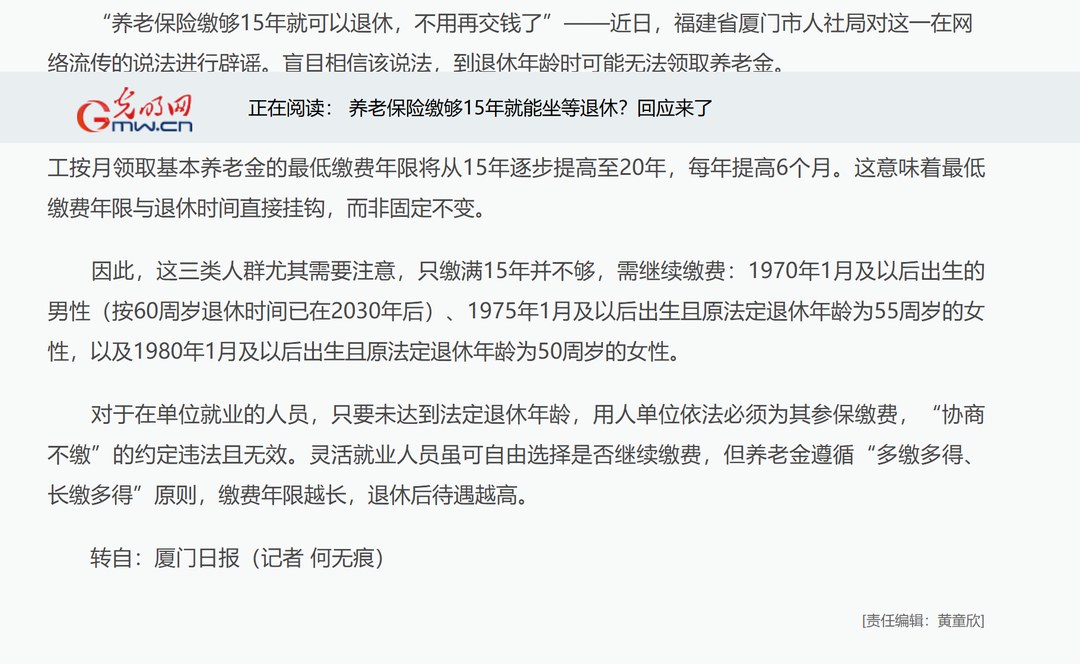 “养老保险缴够15年就可以退休，不用再交钱了”——近日，福建省厦门市人社局对这一在网
络流传的说法进行辟谣。盲目相信该说法，到退休年龄时可能无法领取养老金。
光明网
GMW.CN
正在阅读： 养老保险缴够15年就能坐等退休？回应来了
工按月领取基本养老金的最低缴费年限将从15年逐步提高至20年，每年提高6个月。这意味着最低
缴费年限与退休时间直接挂钩，而非固定不变。
因此，这三类人群尤其需要注意，只缴满15年并不够，需继续缴费：1970年1月及以后出生的
男性（按60周岁退休时间已在2030年后）、1975年1月及以后出生且原法定退休年龄为55周岁的女
性，以及1980年1月及以后出生且原法定退休年龄为50周岁的女性。
对于在单位就业的人员，只要未达到法定退休年龄，用人单位依法必须为其参保缴费，“协商
不缴”的约定违法且无效。灵活就业人员虽可自由选择是否继续缴费，但养老金遵循“多缴多得、
长缴多得”原则，缴费年限越长，退休后待遇越高。
转自：厦门日报（记者 何无痕）
[责任编辑：黄童欣]